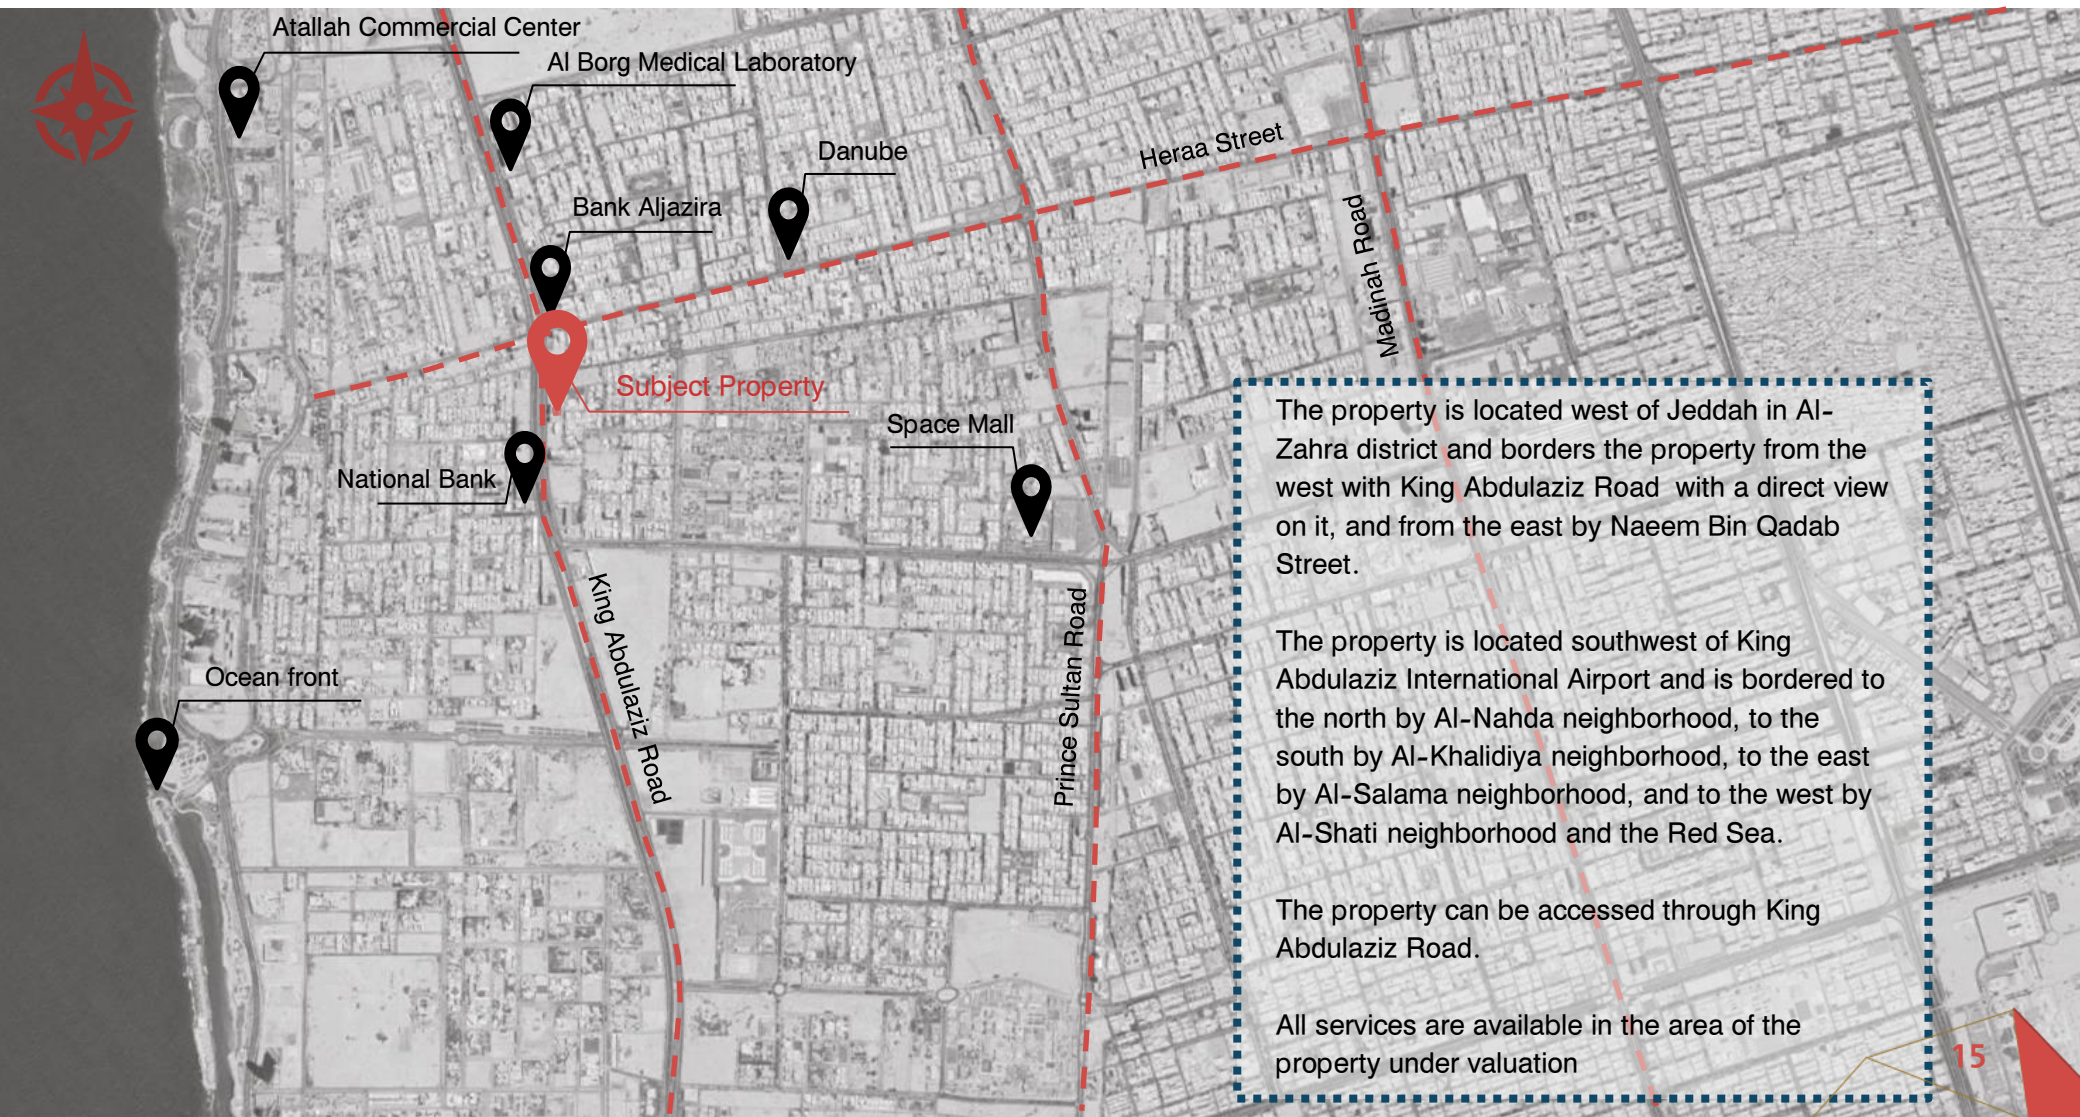 Atallah Commercial Center
Al Borg Medical Laboratory
Danube
Heraa Street
Bank Aljazira
Madinah Road
Subject Property
Space Mall
National Bank
King Abdulaziz Road
Prince Sultan Road
Ocean front
The property is located west of Jeddah in Al-
Zahra district and borders the property from the
west with King Abdulaziz Road with a direct view
on it, and from the east by Naeem Bin Qadab
Street.
The property is located southwest of King
Abdulaziz International Airport and is bordered to
the north by Al-Nahda neighborhood, to the
south by Al-Khalidiya neighborhood, to the east
by Al-Salama neighborhood, and to the west by
Al-Shati neighborhood and the Red Sea.
The property can be accessed through King
Abdulaziz Road.
All services are available in the area of the
property under valuation
15